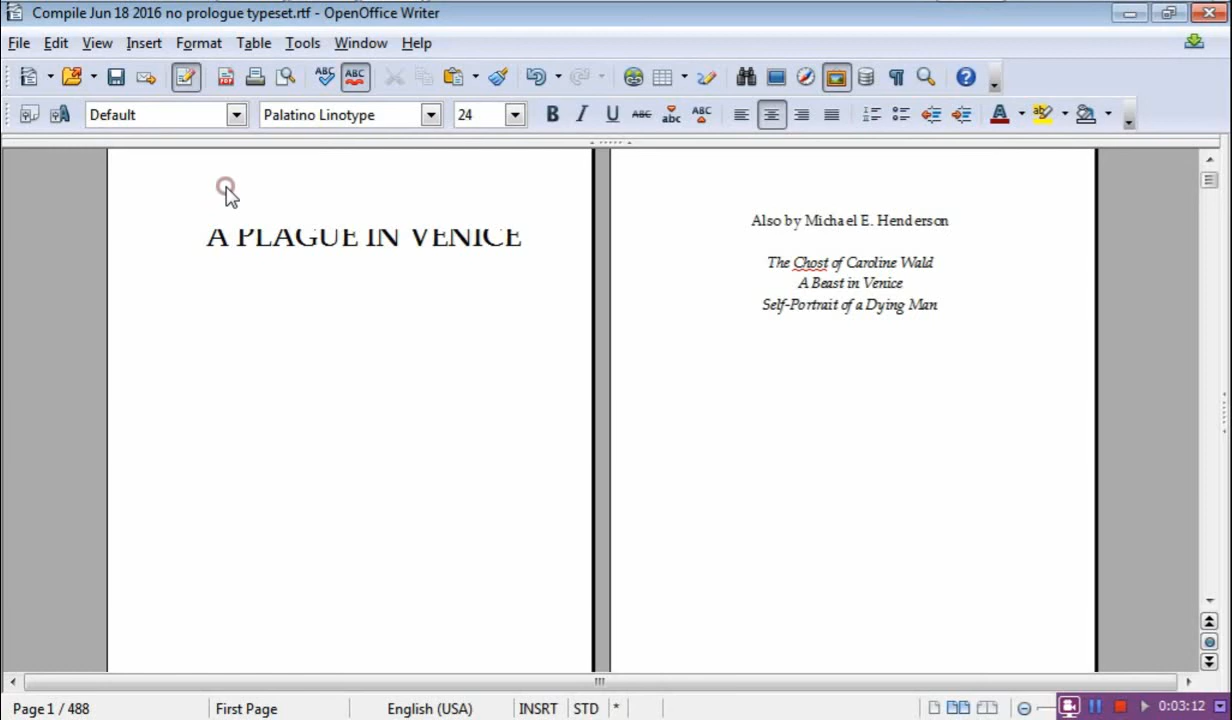 Compile Jun 18 2016 no prologue typeset.rtf - OpenOffice Writer
File Edit View Insert Format Table Tools Window Help
Default Palatino Linotype 24
A PLAGUE IN VENICE
Also by Michael E. Henderson
The Chost of Caroline Wald
A Beast in Venice
Self-Portrait of a Dying Man
Page 1 / 488 First Page English (USA) INSRT STD * 0:03:12